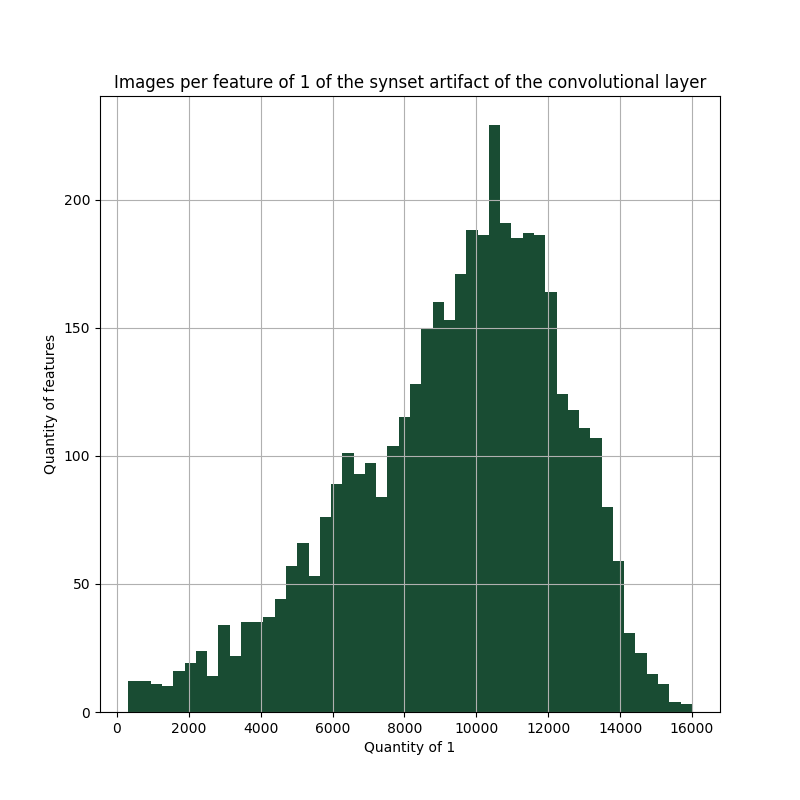 Images per feature of 1 of the synset artifact of the convolutional layer
200
150
100
50
0
Quantity of features
0 2000 4000 6000 8000 10000 12000 14000 16000
Quantity of 1